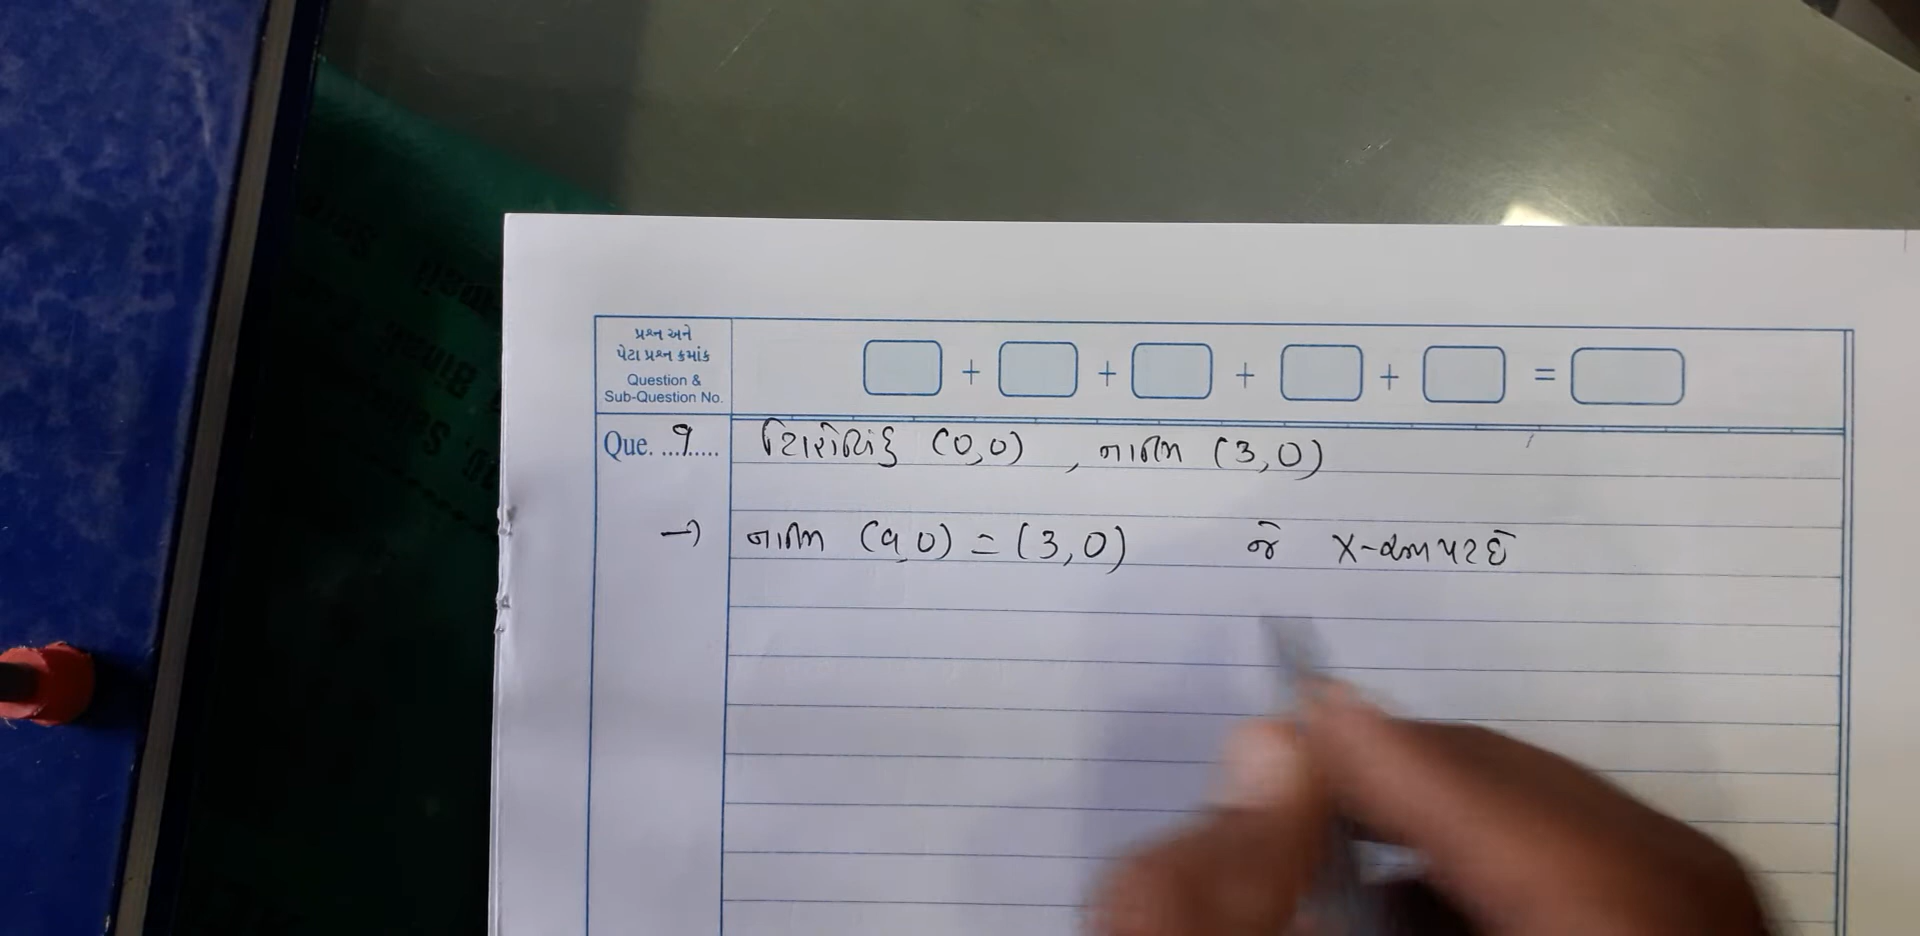 પ્રશ્ન અને
પેટા પ્રશ્ન ક્રમાંક
Question &
Sub-Question No.
+ + + + =
Que. ...9..... શિરોબિંદુ (0,0) , નાભિ (3,0)
→ નાભિ (a,0) = (3,0) જે x-અક્ષ પર છે